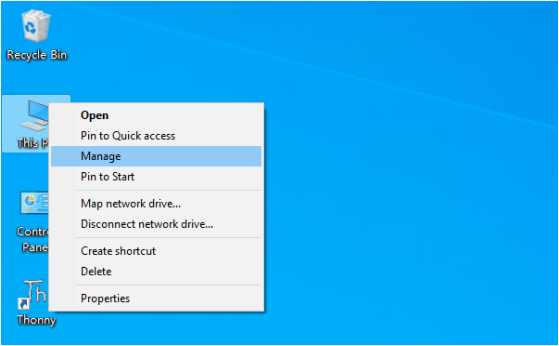 Recycle Bin
This P
Open
Pin to Quick access
Manage
Pin to Start
Map network drive...
Disconnect network drive...
Create shortcut
Delete
Properties
Contro
Pane
Th
Thonny